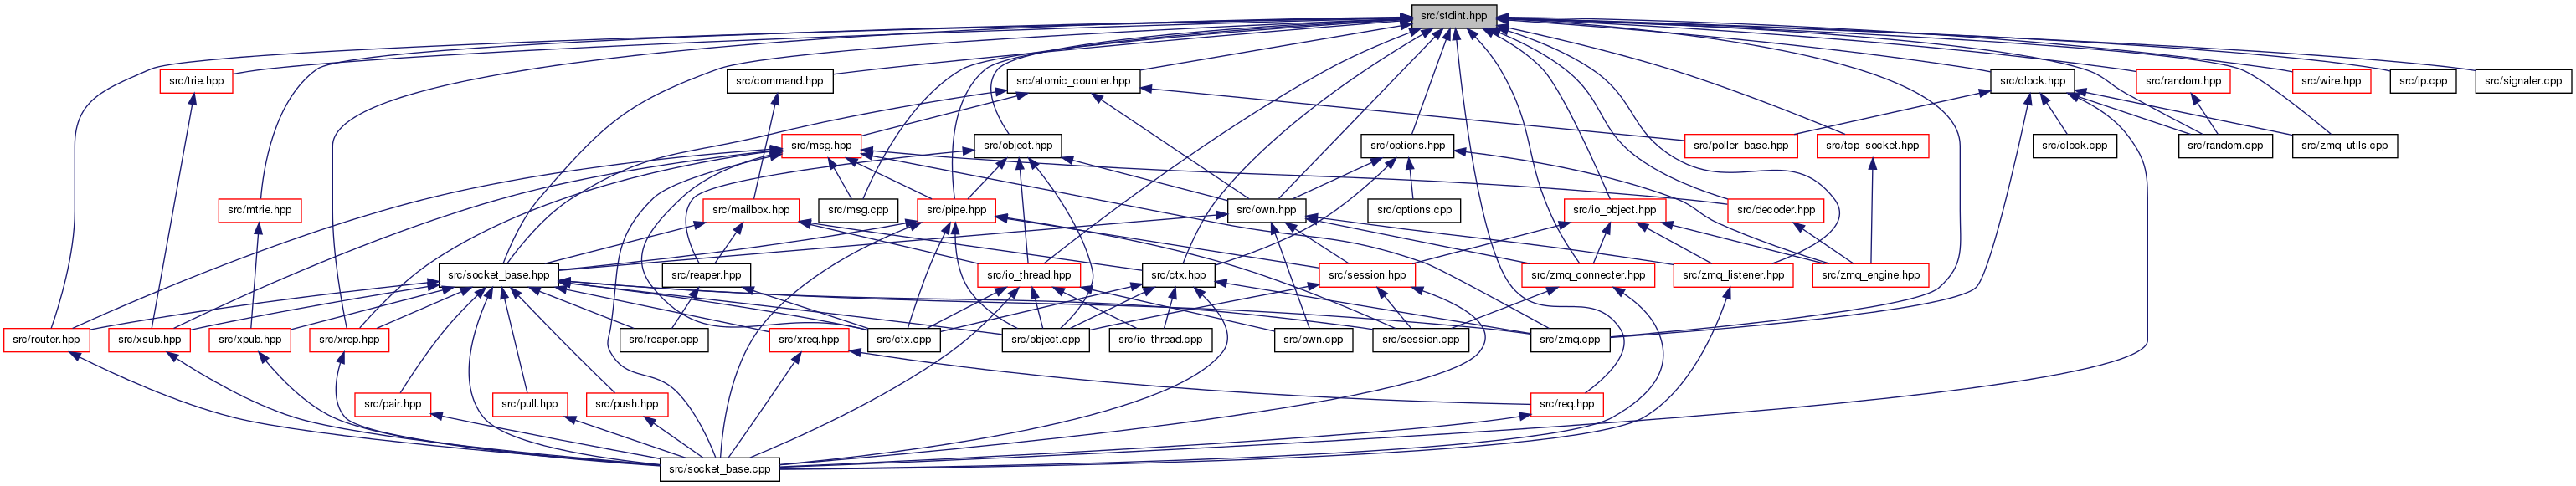 src/stdint.hpp
src/trie.hpp
src/command.hpp
src/atomic_counter.hpp
src/clock.hpp
src/random.hpp
src/wire.hpp
src/ip.cpp
src/signaler.cpp
src/msg.hpp
src/object.hpp
src/options.hpp
src/poller_base.hpp
src/tcp_socket.hpp
src/clock.cpp
src/random.cpp
src/zmq_utils.cpp
src/mtrie.hpp
src/mailbox.hpp
src/msg.cpp
src/pipe.hpp
src/own.hpp
src/options.cpp
src/io_object.hpp
src/decoder.hpp
src/socket_base.hpp
src/reaper.hpp
src/io_thread.hpp
src/ctx.hpp
src/session.hpp
src/zmq_connecter.hpp
src/zmq_listener.hpp
src/zmq_engine.hpp
src/router.hpp
src/xsub.hpp
src/xpub.hpp
src/xrep.hpp
src/reaper.cpp
src/xreq.hpp
src/ctx.cpp
src/object.cpp
src/io_thread.cpp
src/own.cpp
src/session.cpp
src/zmq.cpp
src/pair.hpp
src/pull.hpp
src/push.hpp
src/req.hpp
src/socket_base.cpp